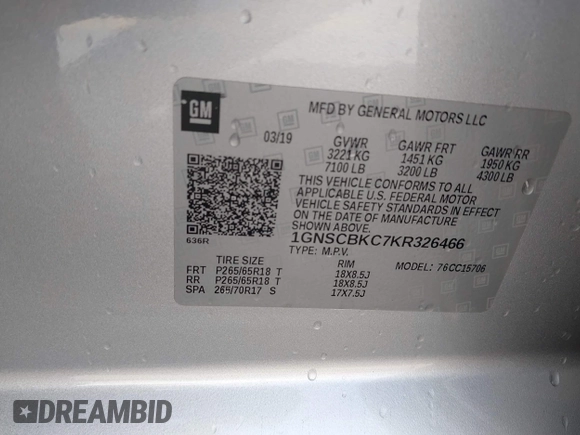 GM
MFD BY GENERAL MOTORS LLC
03/19 GVWR GAWR FRT GAWR RR
3221 KG 1451 KG 1950 KG
7100 LB 3200 LB 4300 LB
THIS VEHICLE CONFORMS TO ALL
APPLICABLE U.S. FEDERAL MOTOR
VEHICLE SAFETY STANDARDS IN EFFECT
ON THE DATE OF MANUFACTURE
SHOWN ABOVE.
1GNSCBKC7KR326466
636R TYPE: M.P.V. MODEL: 76CC15706
TIRE SIZE RIM
FRT P265/65R18 T 18X8.5J
RR P265/65R18 T 18X8.5J
SPA 265/70R17 S 17X7.5J
DREAMBID